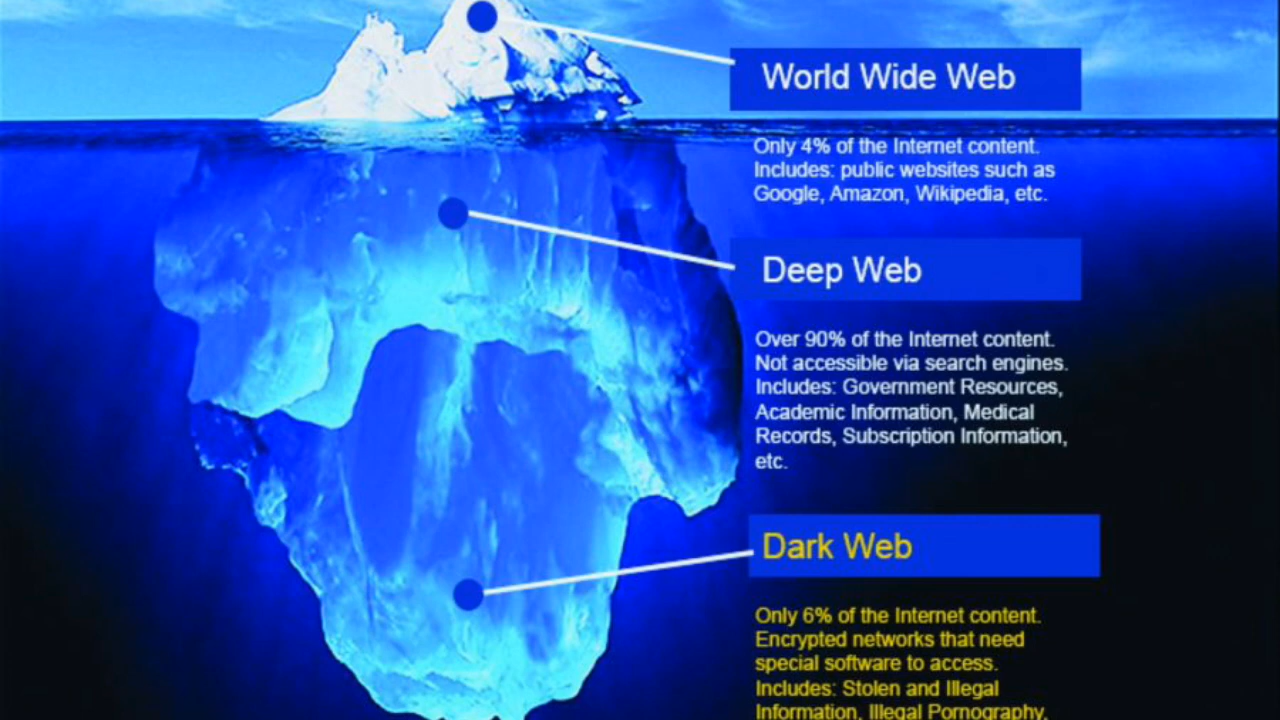 World Wide Web
Only 4% of the Internet content.
Includes: public websites such as
Google, Amazon, Wikipedia, etc.
Deep Web
Over 90% of the Internet content.
Not accessible via search engines.
Includes: Government Resources,
Academic Information, Medical
Records, Subscription Information,
etc.
Dark Web
Only 6% of the Internet content.
Encrypted networks that need
special software to access.
Includes: Stolen and Illegal
Information, Illegal Pornography,